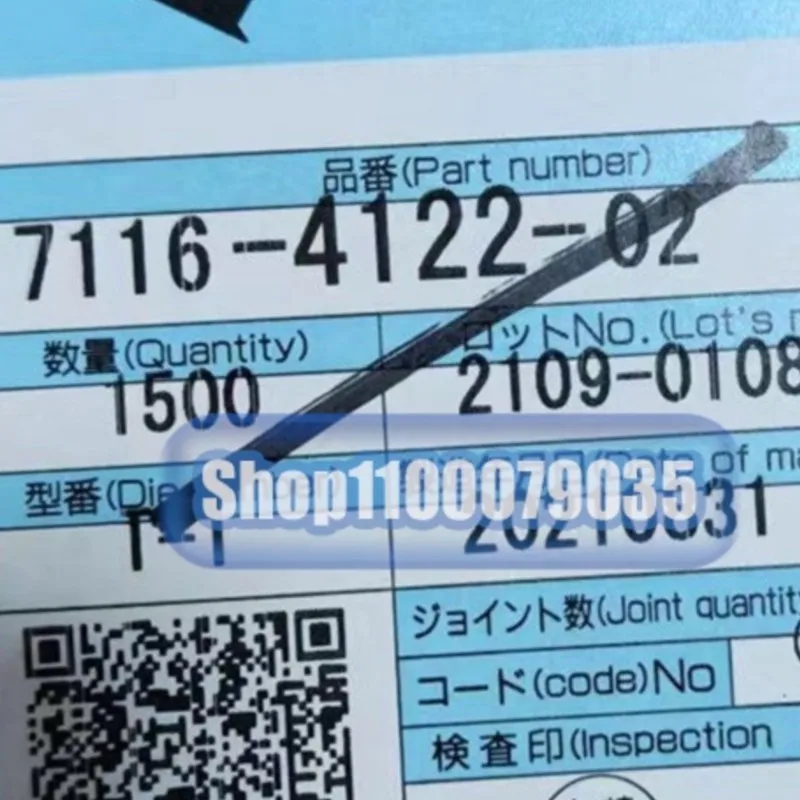 品番(Part number)
7116-4122-02
数量(Quantity)
ロットNo.(Lot's
1500
2109-0108
型番(Die
of
Shop1100079035
T-1
20210831
ジョイント数(Joint quantit
コード(code)No
検査印(Inspection